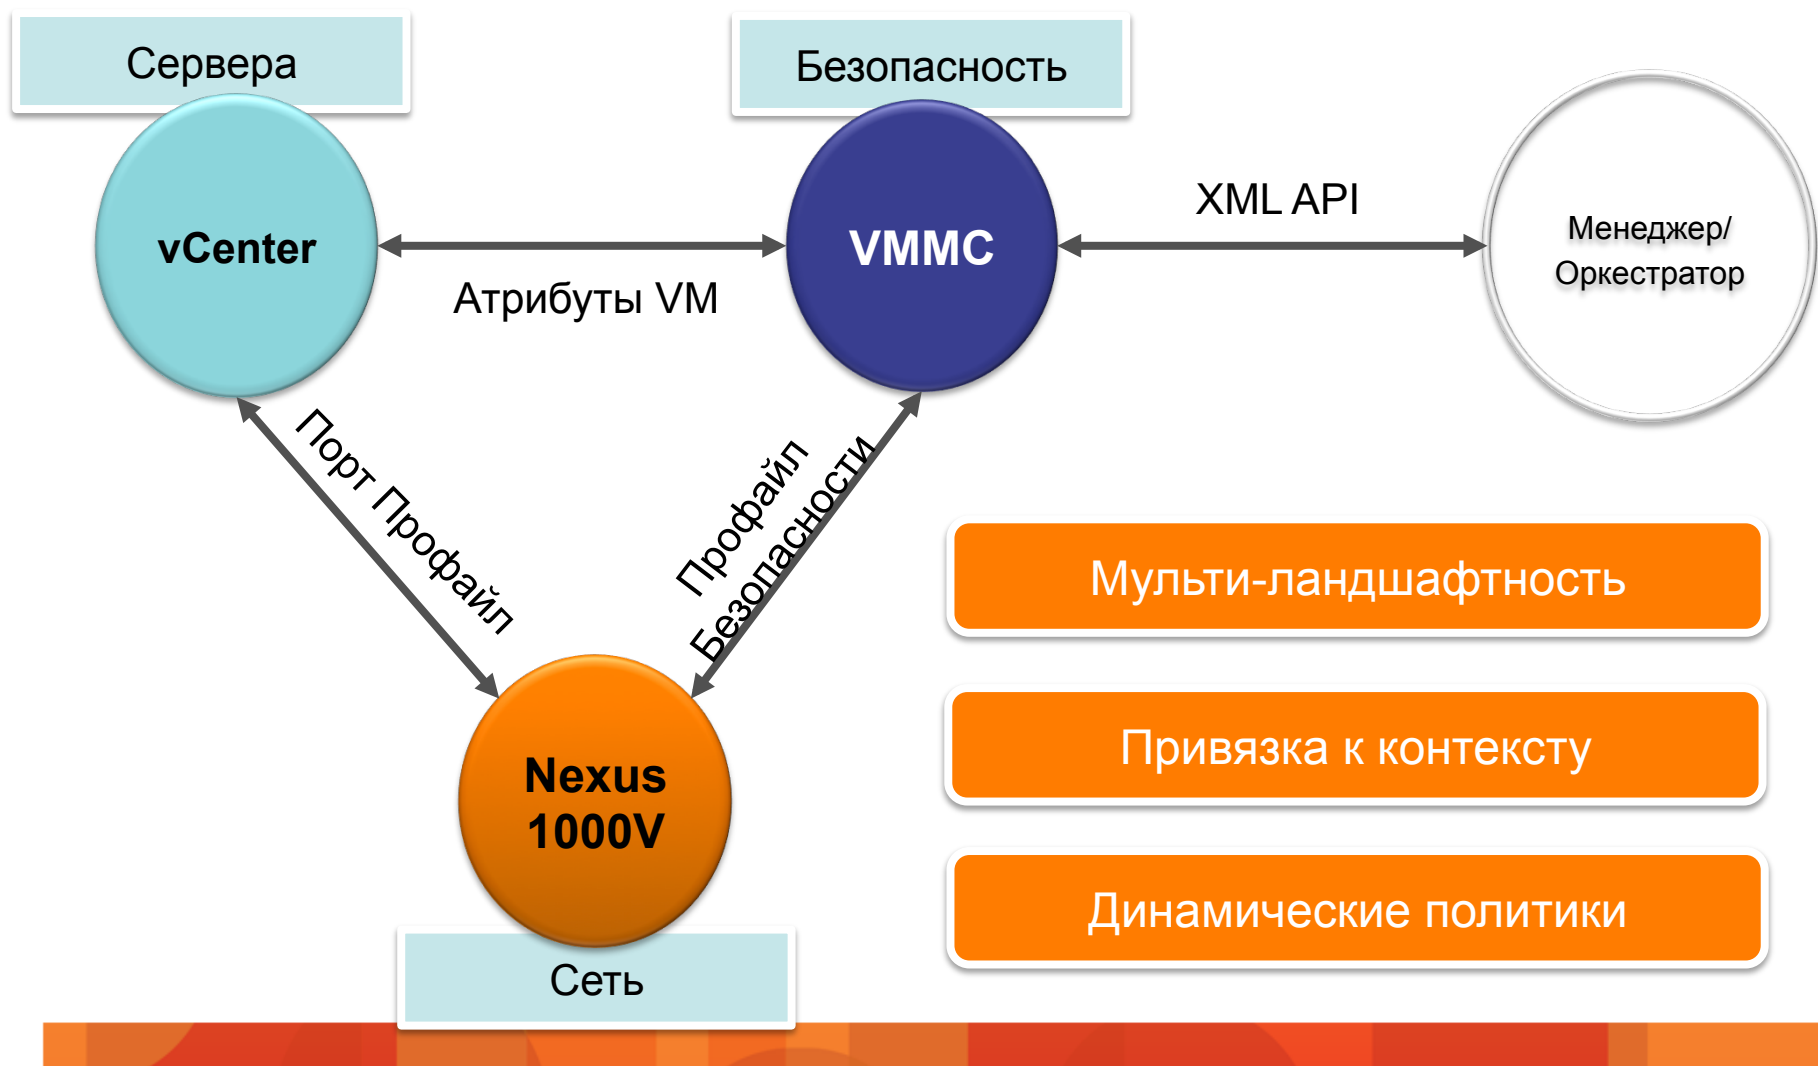 Сервера
Безопасность
vCenter
VMMC
XML API
Менеджер/
Оркестратор
Атрибуты VM
Порт Профайл
Профайл
Безопасности
Nexus
1000V
Сеть
Мульти-ландшафтность
Привязка к контексту
Динамические политики